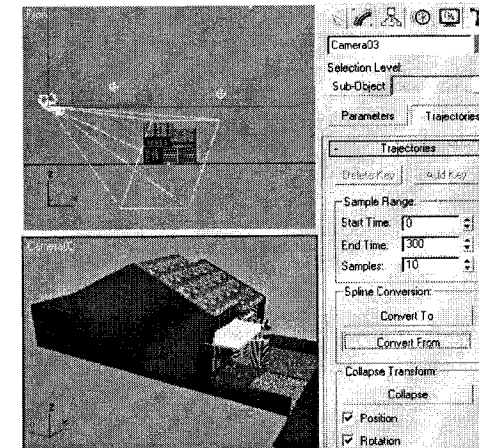 Front
Camera03
Selection Level:
Sub-Object
Parameters
Trajectories
- Trajectories
Delete Key
Add Key
Sample Range:
Start Time: 0
End Time: 300
Samples: 10
Spline Conversion:
Convert To
Convert From
Collapse Transform:
Collapse
Position
Rotation
Camera03
z
x
z